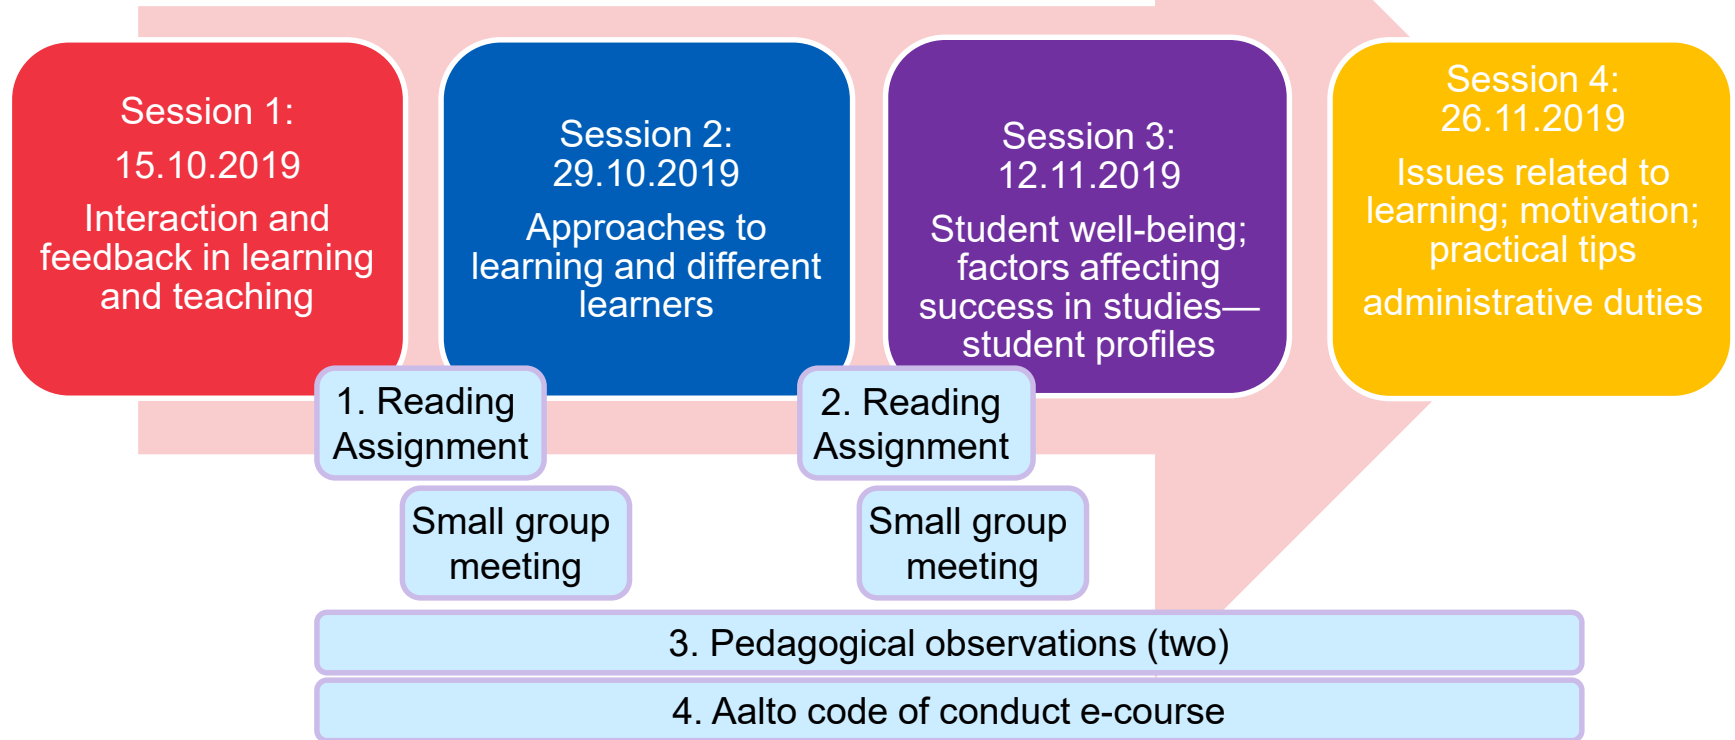 Session 1:
15.10.2019
Interaction and
feedback in learning
and teaching
Session 2:
29.10.2019
Approaches to
learning and different
learners
Session 3:
12.11.2019
Student well-being;
factors affecting
success in studies—
student profiles
Session 4:
26.11.2019
Issues related to
learning; motivation;
practical tips
administrative duties
1. Reading
Assignment
2. Reading
Assignment
Small group
meeting
Small group
meeting
3. Pedagogical observations (two)
4. Aalto code of conduct e-course